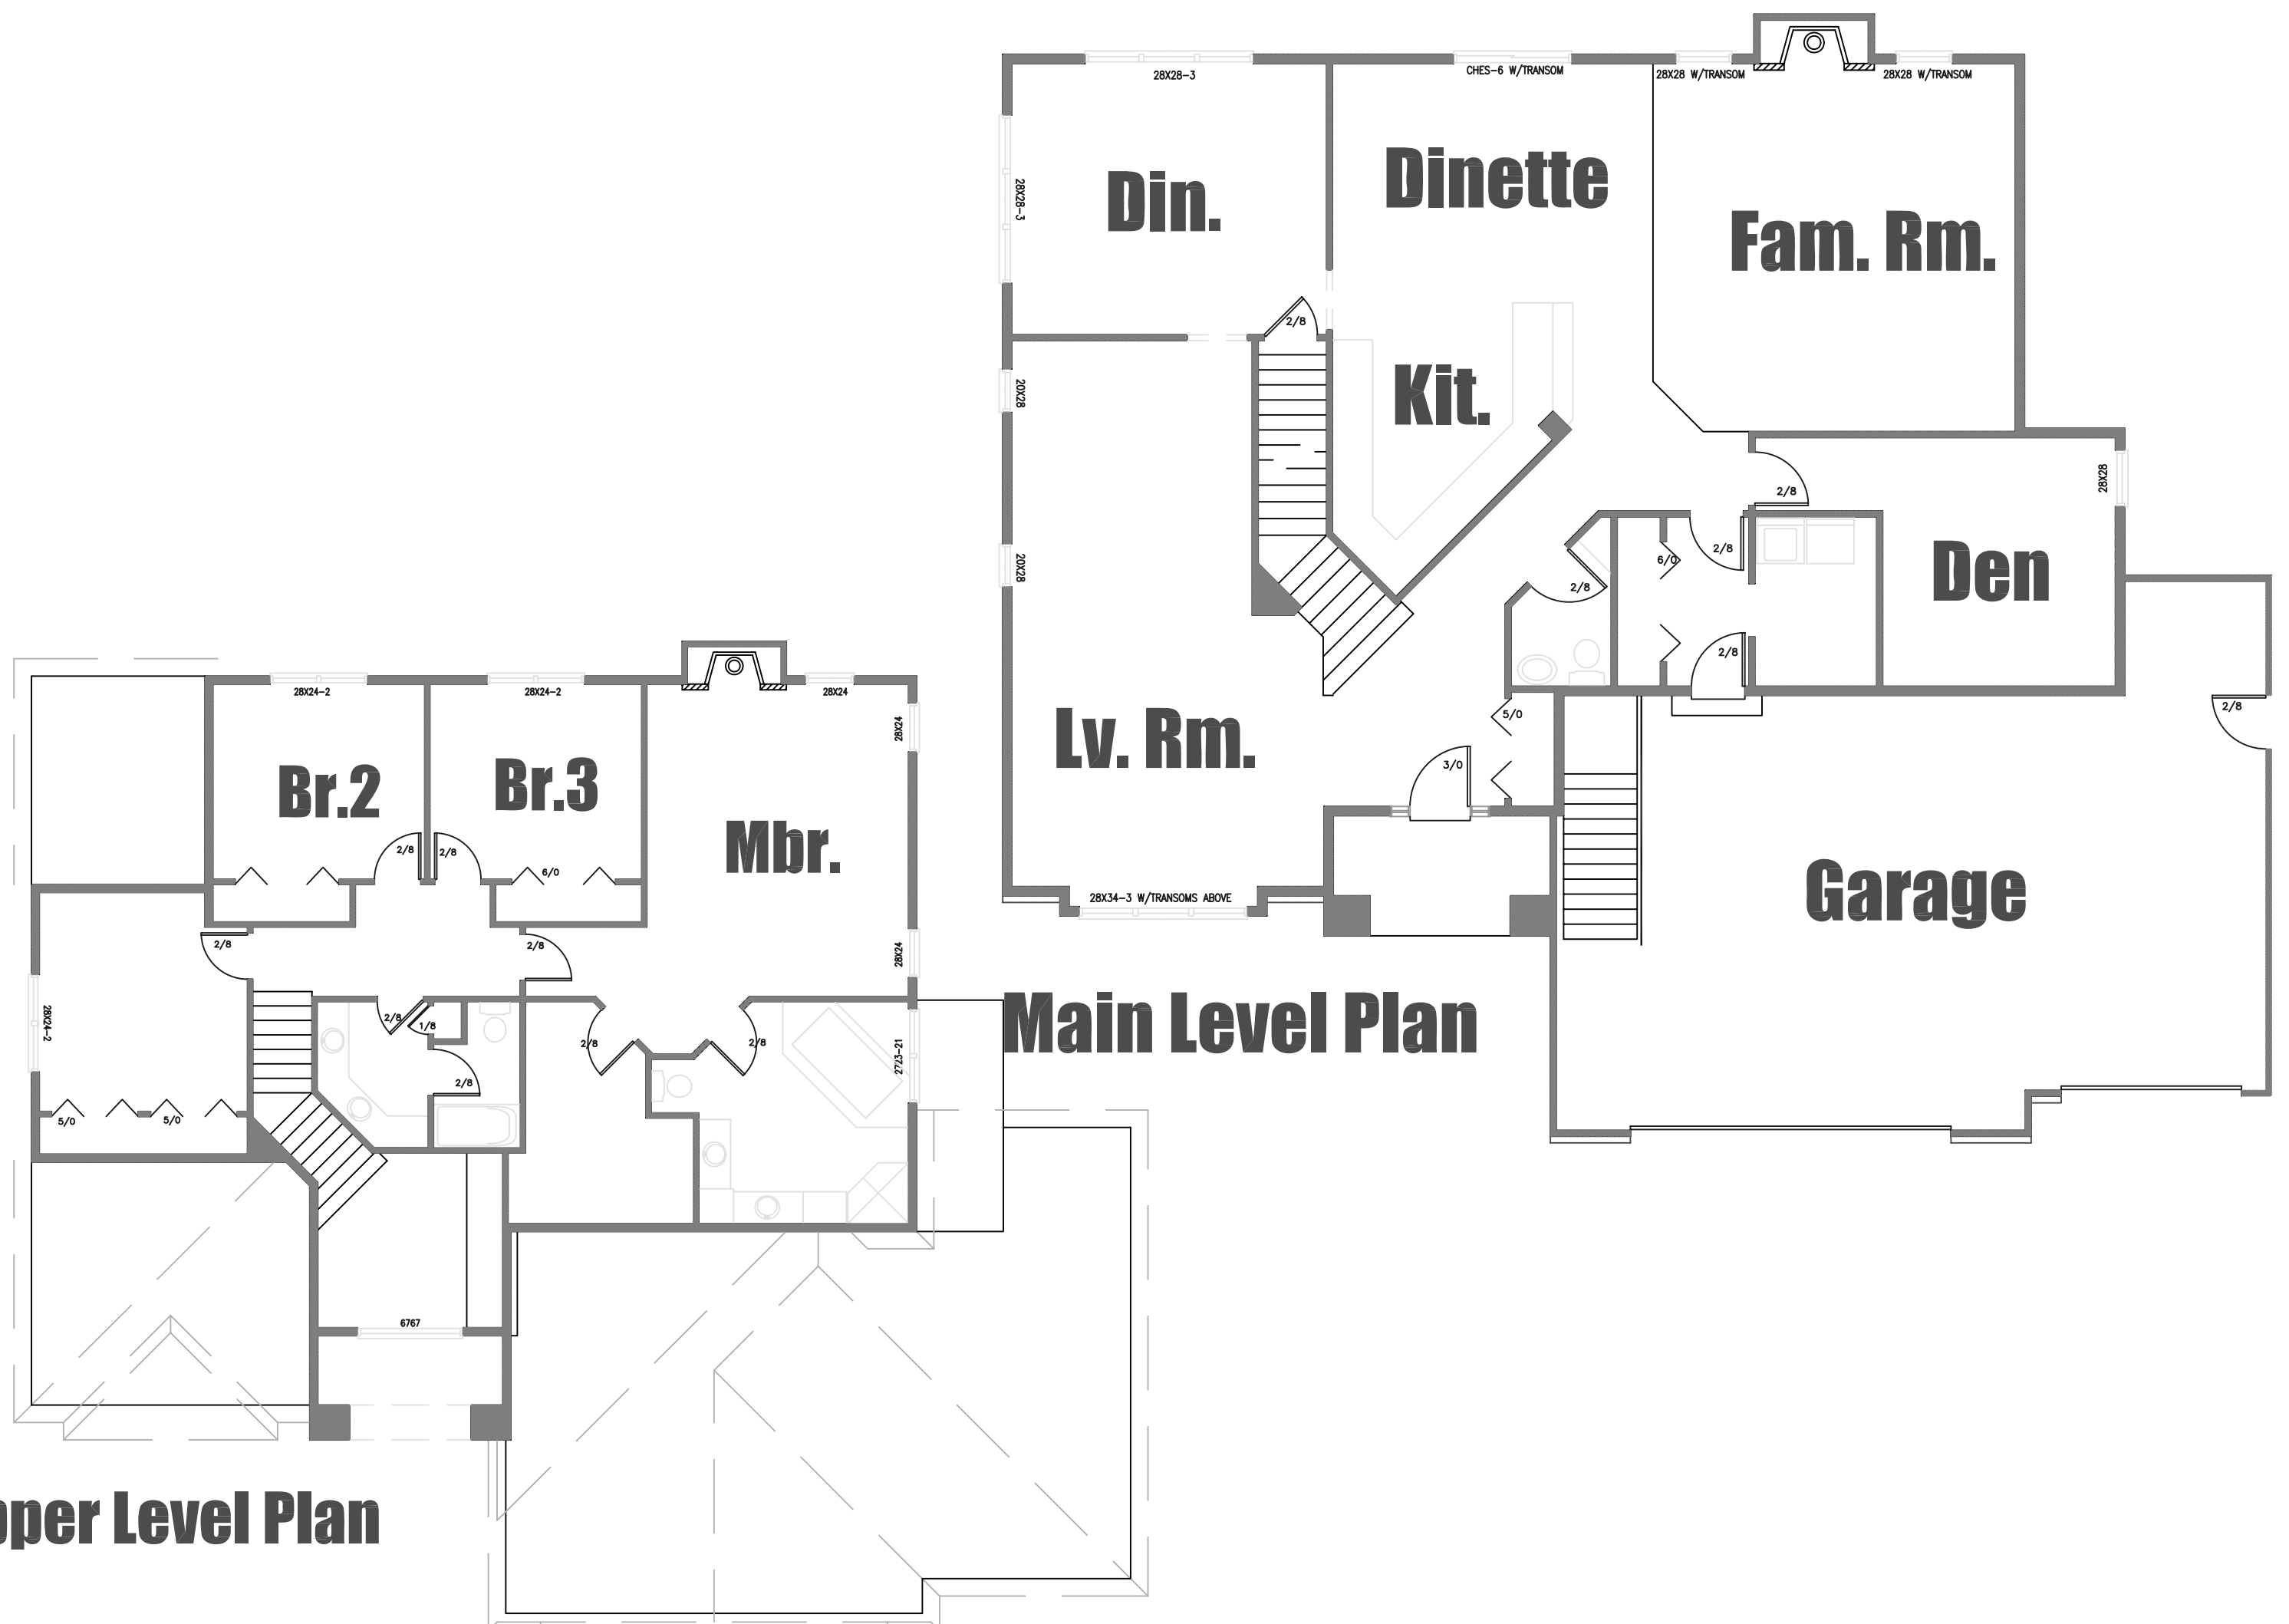 28X28-3
CHES-6 W/TRANSOM
28X28 W/TRANSOM
28X28 W/TRANSOM
28X28-3
Din.
Dinette
Fam. Rm.
2/8
20X28
Kit.
28X28
2/8
20X28
2/8
6/0
2/8
Den
2/8
Lv. Rm.
5/0
2/8
3/0
Garage
28X34-3 W/TRANSOMS ABOVE
Main Level Plan
28X24-2
28X24-2
28X24
28X24
Br.2
Br.3
Mbr.
2/8
2/8
6/0
2/8
2/8
28X24
28X24-2
2/8
1/8
2/8
2/8
2723-21
2/8
5/0
5/0
6767
pper Level Plan